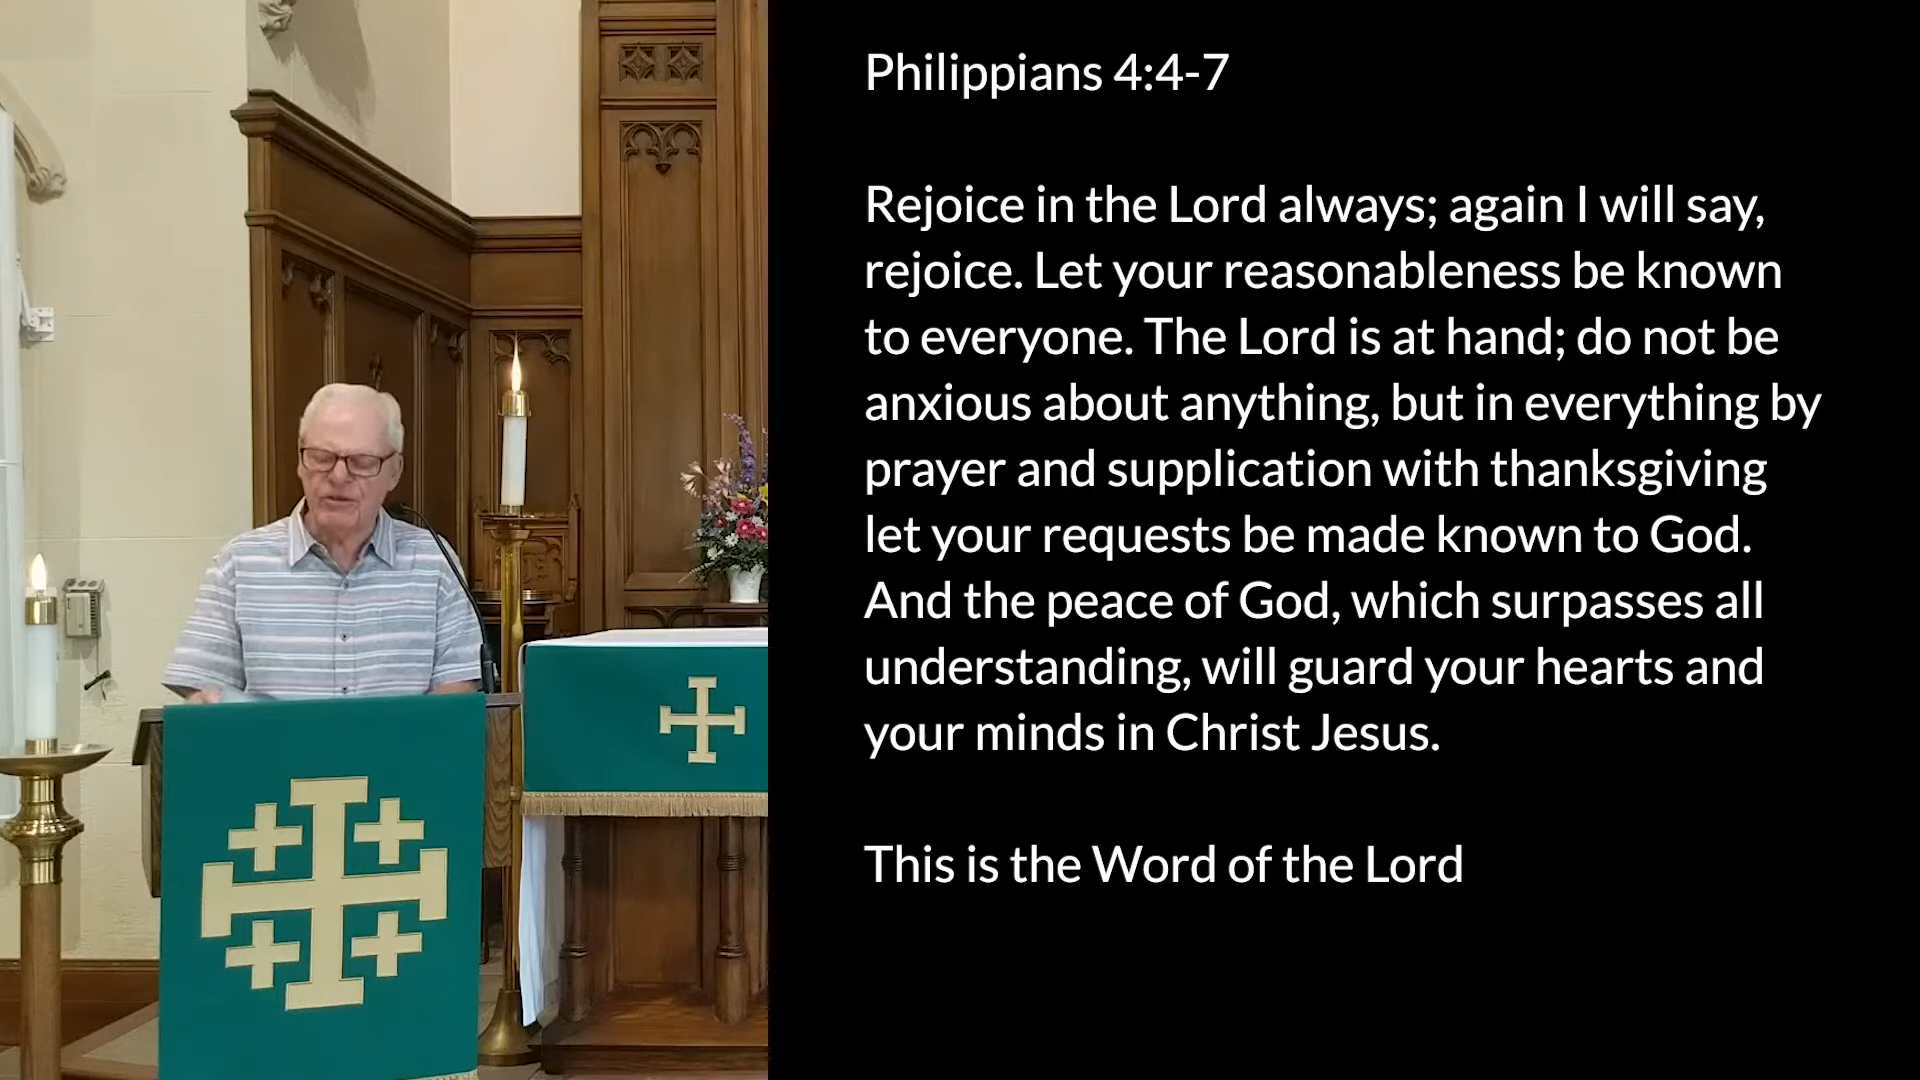 Philippians 4:4-7
Rejoice in the Lord always; again I will say,
rejoice. Let your reasonableness be known
to everyone. The Lord is at hand; do not be
anxious about anything, but in everything by
prayer and supplication with thanksgiving
let your requests be made known to God.
And the peace of God, which surpasses all
understanding, will guard your hearts and
your minds in Christ Jesus.
This is the Word of the Lord